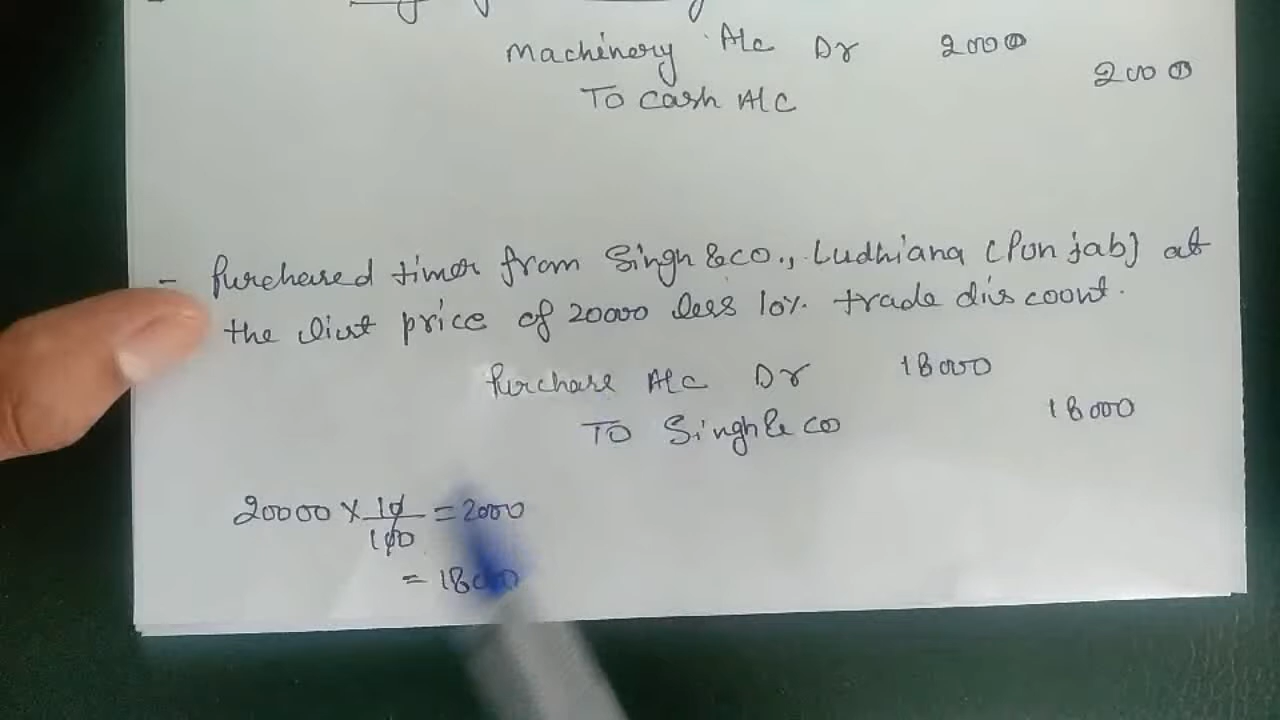 Machinery A/c Dr 2000
2000
To cash A/C
- Purchased timer from Singh & co., Ludhiana (Punjab) at
the list price of 20000 less 10% trade discount.
Purchase A/c Dr 18000
18000
To Singh & co
20000 X 10/100 = 2000
= 18000